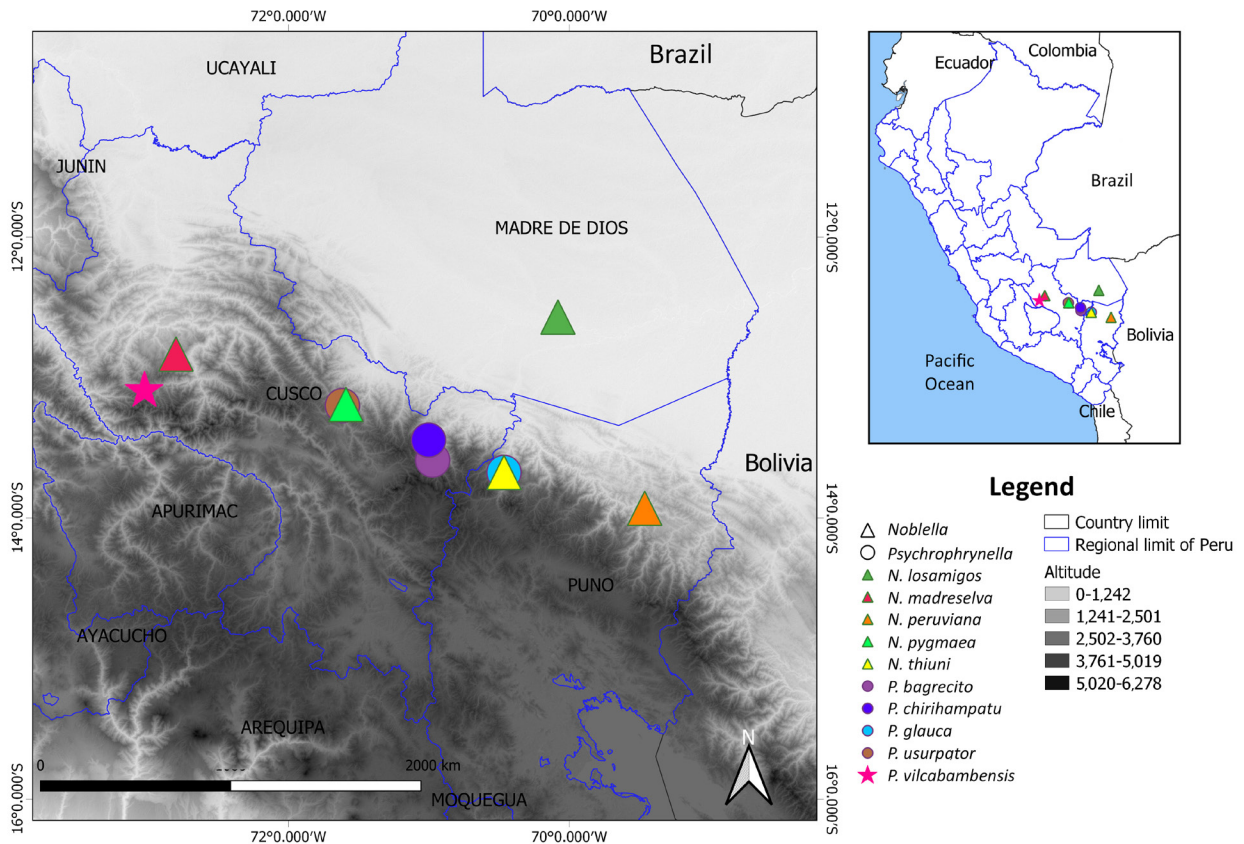 72°0.000'W
70°0.000'W
Brazil
UCAYALI
JUNIN
12°0.000'S
12°0.000'S
MADRE DE DIOS
CUSCO
Bolivia
14°0.000'S
14°0.000'S
APURIMAC
PUNO
AYACUCHO
AREQUIPA
N
0
2000 km
MOQUEGUA
16°0.000'S
16°0.000'S
72°0.000'W
70°0.000'W
Colombia
Ecuador
Brazil
Bolivia
Pacific
Ocean
Chile
Legend
Noblella
Psychrophrynella
N. losamigos
N. madreselva
N. peruviana
N. pygmaea
N. thiuni
P. bagrecito
P. chirihampatu
P. glauca
P. usurpator
P. vilcabambensis
Country limit
Regional limit of Peru
Altitude
0-1,242
1,241-2,501
2,502-3,760
3,761-5,019
5,020-6,278